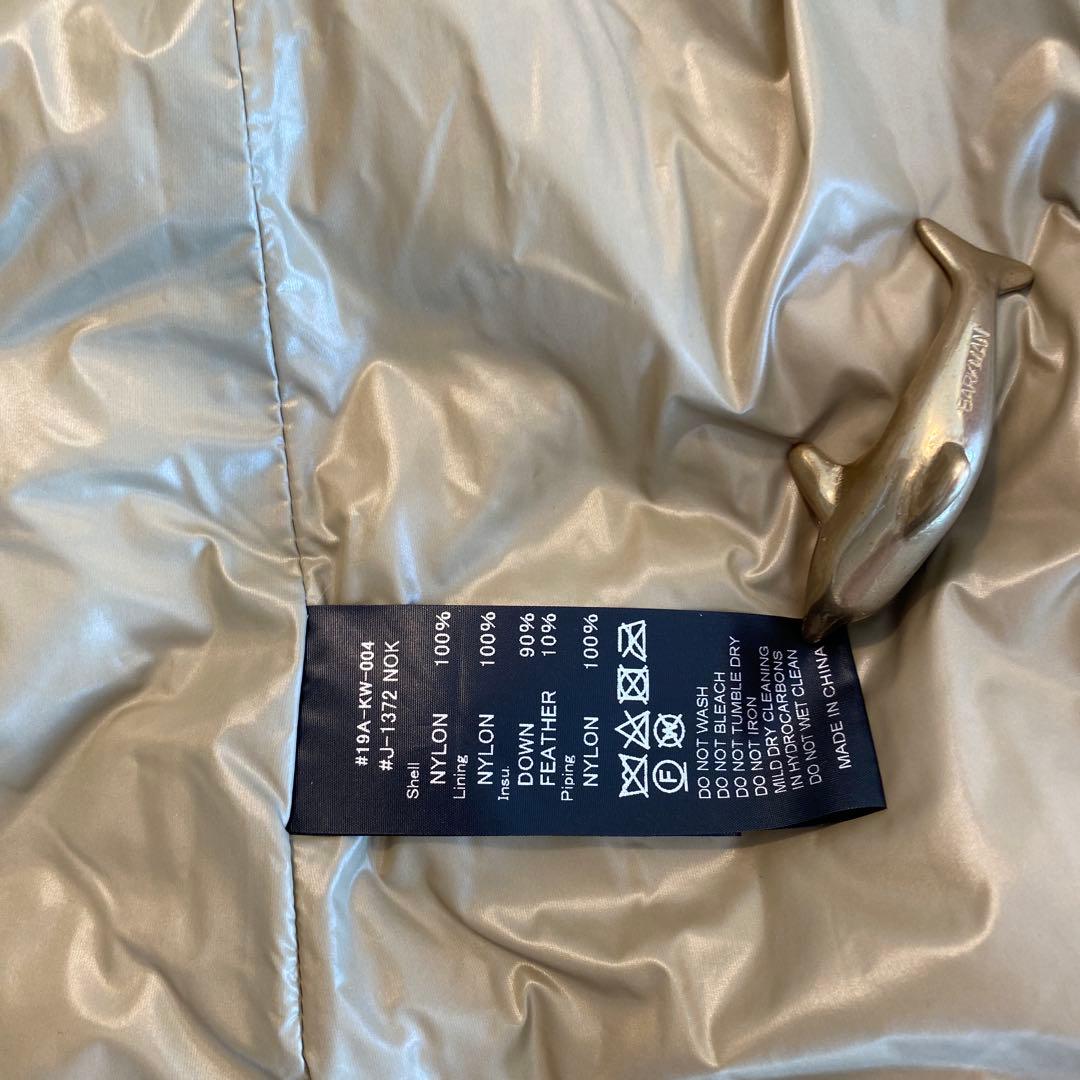 #19A-KW-004
#J-1372 NOK
Shell
NYLON 100%
Lining
NYLON 100%
Insu.
DOWN 90%
FEATHER 10%
Piping
NYLON 100%
F
DO NOT WASH
DO NOT BLEACH
DO NOT TUMBLE DRY
DO NOT IRON
MILD DRY CLEANING
IN HYDROCARBONS
DO NOT WET CLEAN
MADE IN CHINA